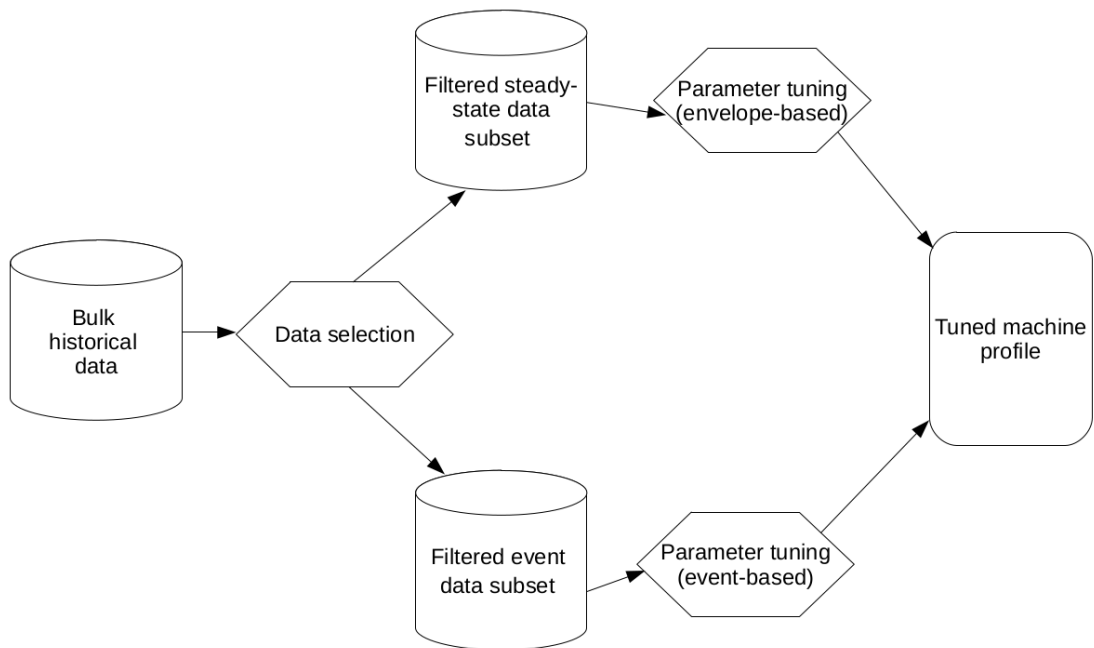 Filtered steady-
state data
subset
Parameter tuning
(envelope-based)
Bulk
historical
data
Data selection
Tuned machine
profile
Filtered event
data subset
Parameter tuning
(event-based)